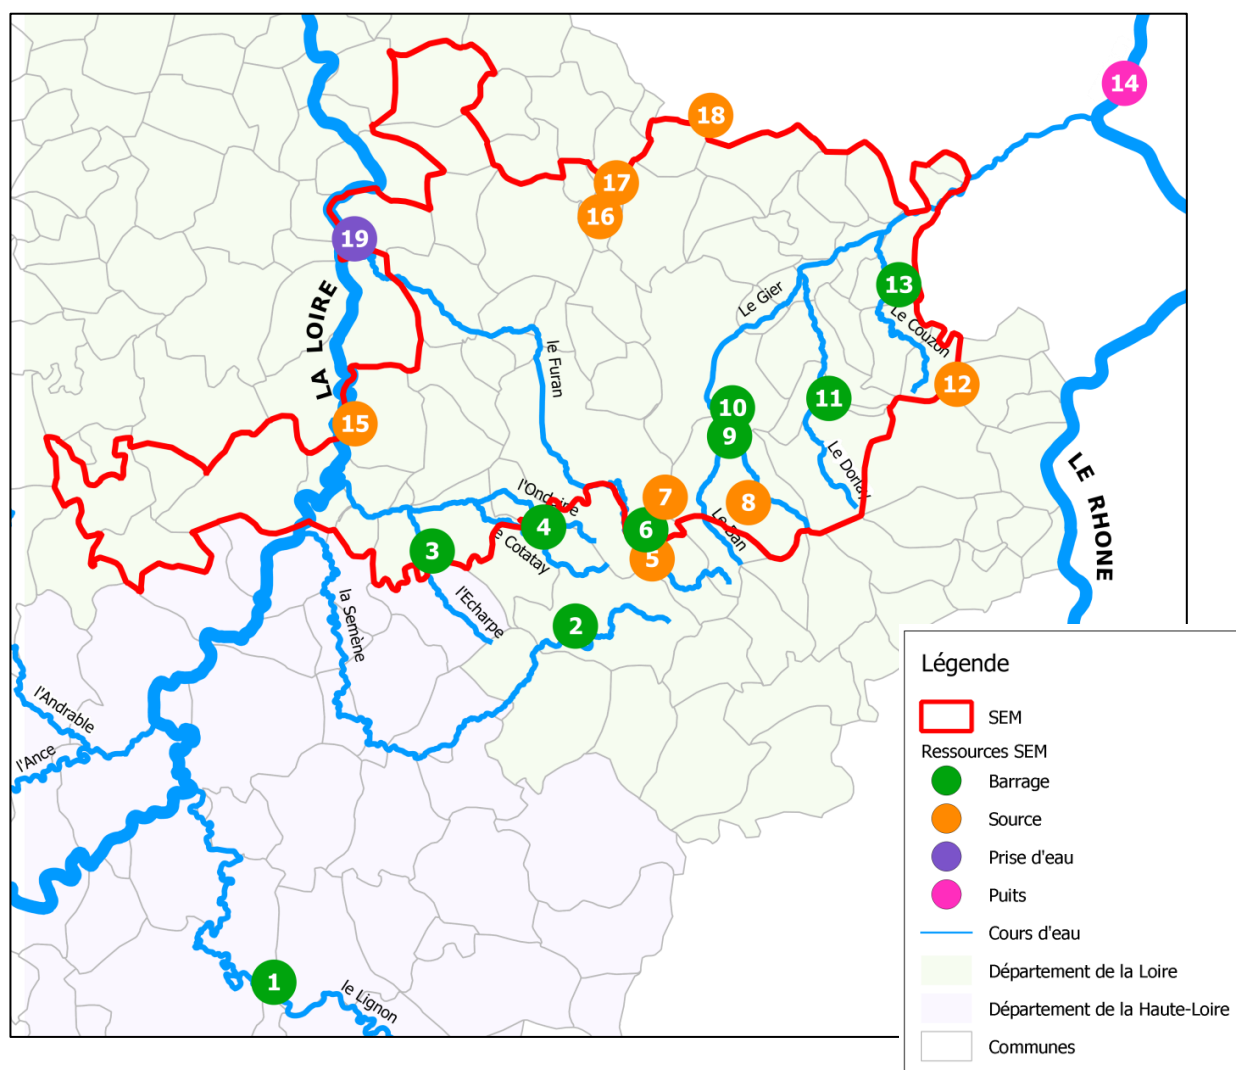 14
18
17
16
19
13
Le Gier
Le Couzon
LA LOIRE
le Furan
12
11
10
15
9
LE RHONE
Le Dorlay
l'Ondaine
7
8
4
6
Le Ban
3
e Cotatay
5
l'Echarpe
la Semène
2
l'Andrable
l'Ance
1
le Lignon
Légende
SEM
Ressources SEM
Barrage
Source
Prise d'eau
Puits
Cours d'eau
Département de la Loire
Département de la Haute-Loire
Communes